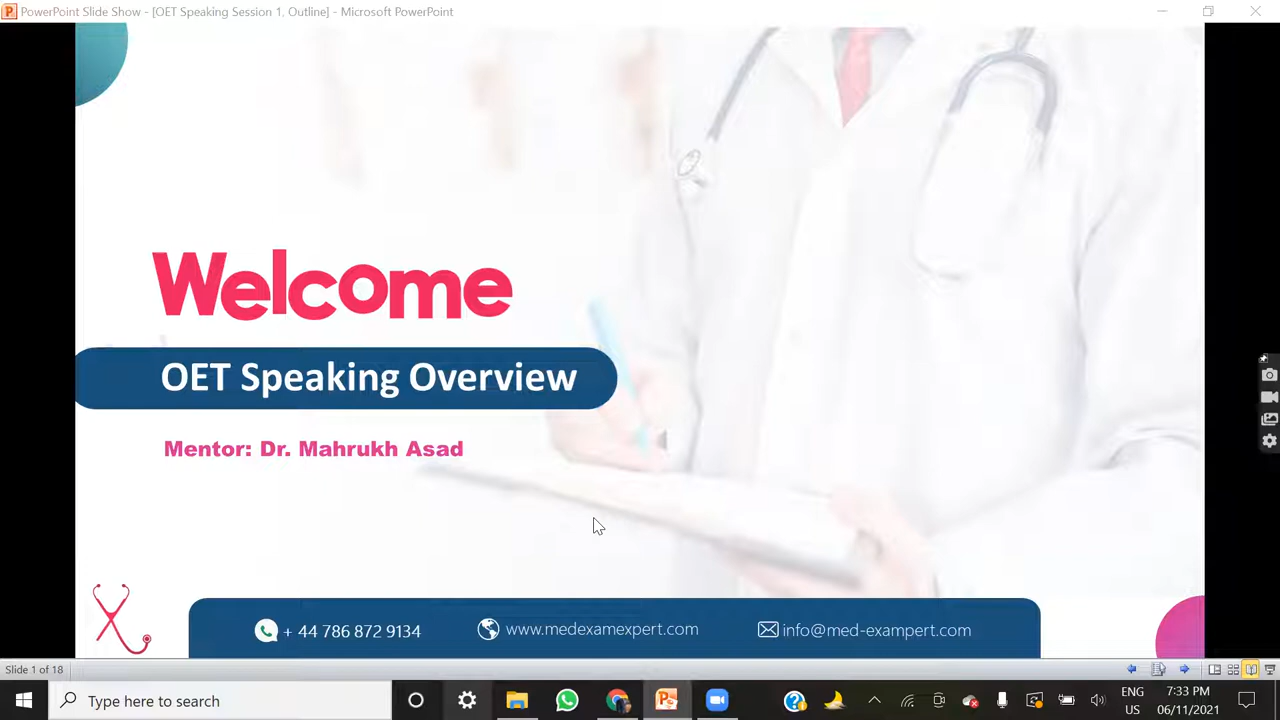 PowerPoint Slide Show - [OET Speaking Session 1, Outline] - Microsoft PowerPoint
Welcome
OET Speaking Overview
Mentor: Dr. Mahrukh Asad
+ 44 786 872 9134
www.medexamexpert.com
info@med-exampert.com
Slide 1 of 18
Type here to search
ENG
US
7:33 PM
06/11/2021